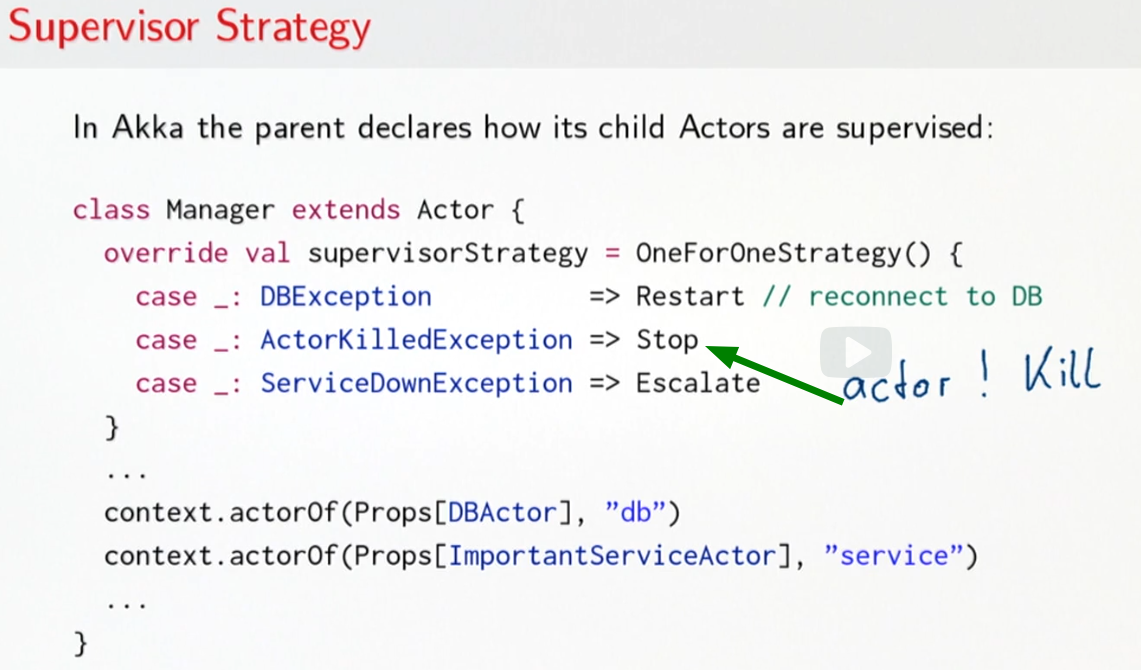 Supervisor Strategy
In Akka the parent declares how its child Actors are supervised:
class Manager extends Actor {
override val supervisorStrategy = OneForOneStrategy() {
case _: DBException => Restart // reconnect to DB
case _: ActorKilledException => Stop
case _: ServiceDownException => Escalate
actor ! Kill
}
...
context.actorOf(Props[DBActor], ”db”)
context.actorOf(Props[ImportantServiceActor], ”service”)
...
}